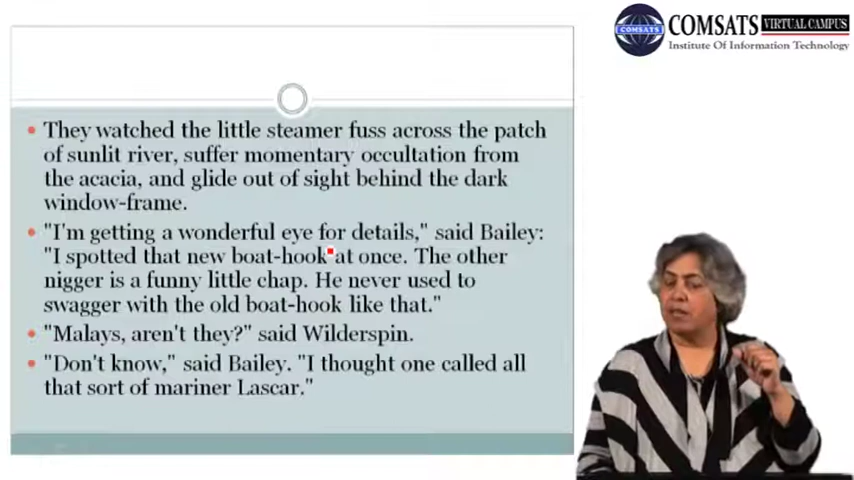 COMSATS VIRTUAL CAMPUS
COMSATS
Institute Of Information Technology
They watched the little steamer fuss across the patch
of sunlit river, suffer momentary occultation from
the acacia, and glide out of sight behind the dark
window-frame.
"I'm getting a wonderful eye for details," said Bailey:
"I spotted that new boat-hook at once. The other
nigger is a funny little chap. He never used to
swagger with the old boat-hook like that."
"Malays, aren't they?" said Wilderspin.
"Don't know," said Bailey. "I thought one called all
that sort of mariner Lascar."